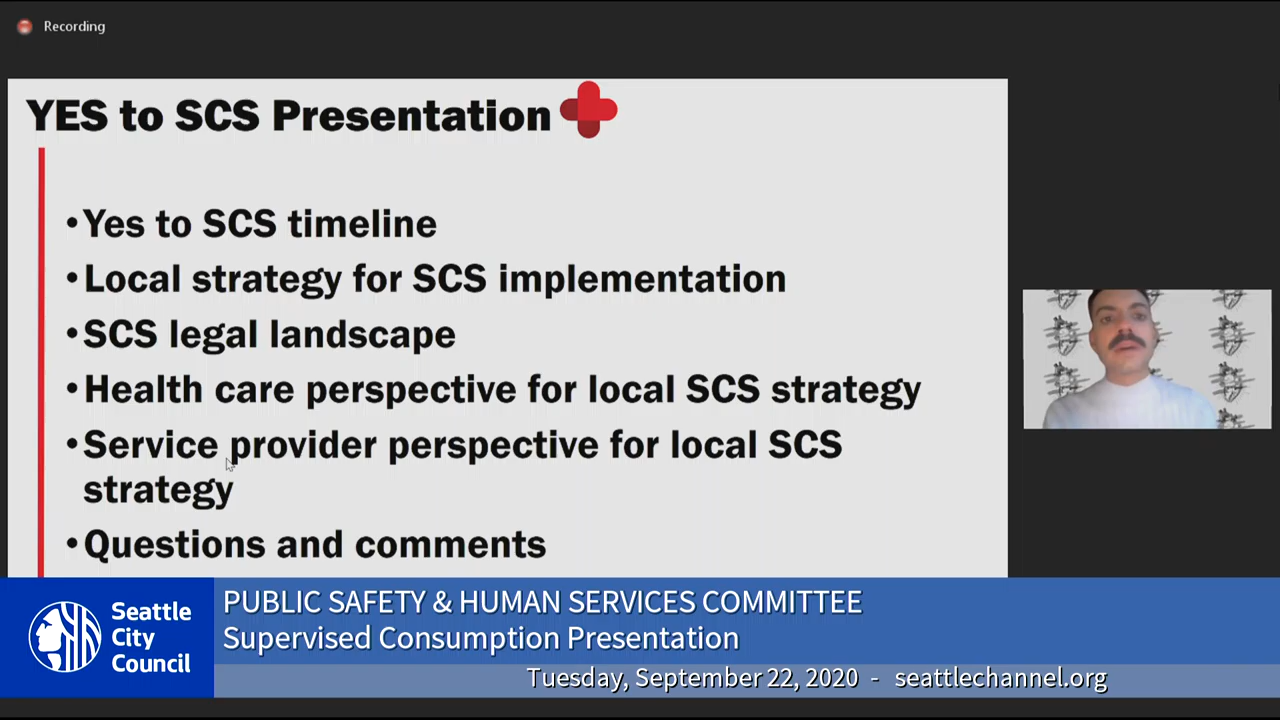 Recording
YES to SCS Presentation
•Yes to SCS timeline
•Local strategy for SCS implementation
•SCS legal landscape
•Health care perspective for local SCS strategy
•Service provider perspective for local SCS
strategy
•Questions and comments
Seattle
City
Council
PUBLIC SAFETY & HUMAN SERVICES COMMITTEE
Supervised Consumption Presentation
Tuesday, September 22, 2020 - seattlechannel.org